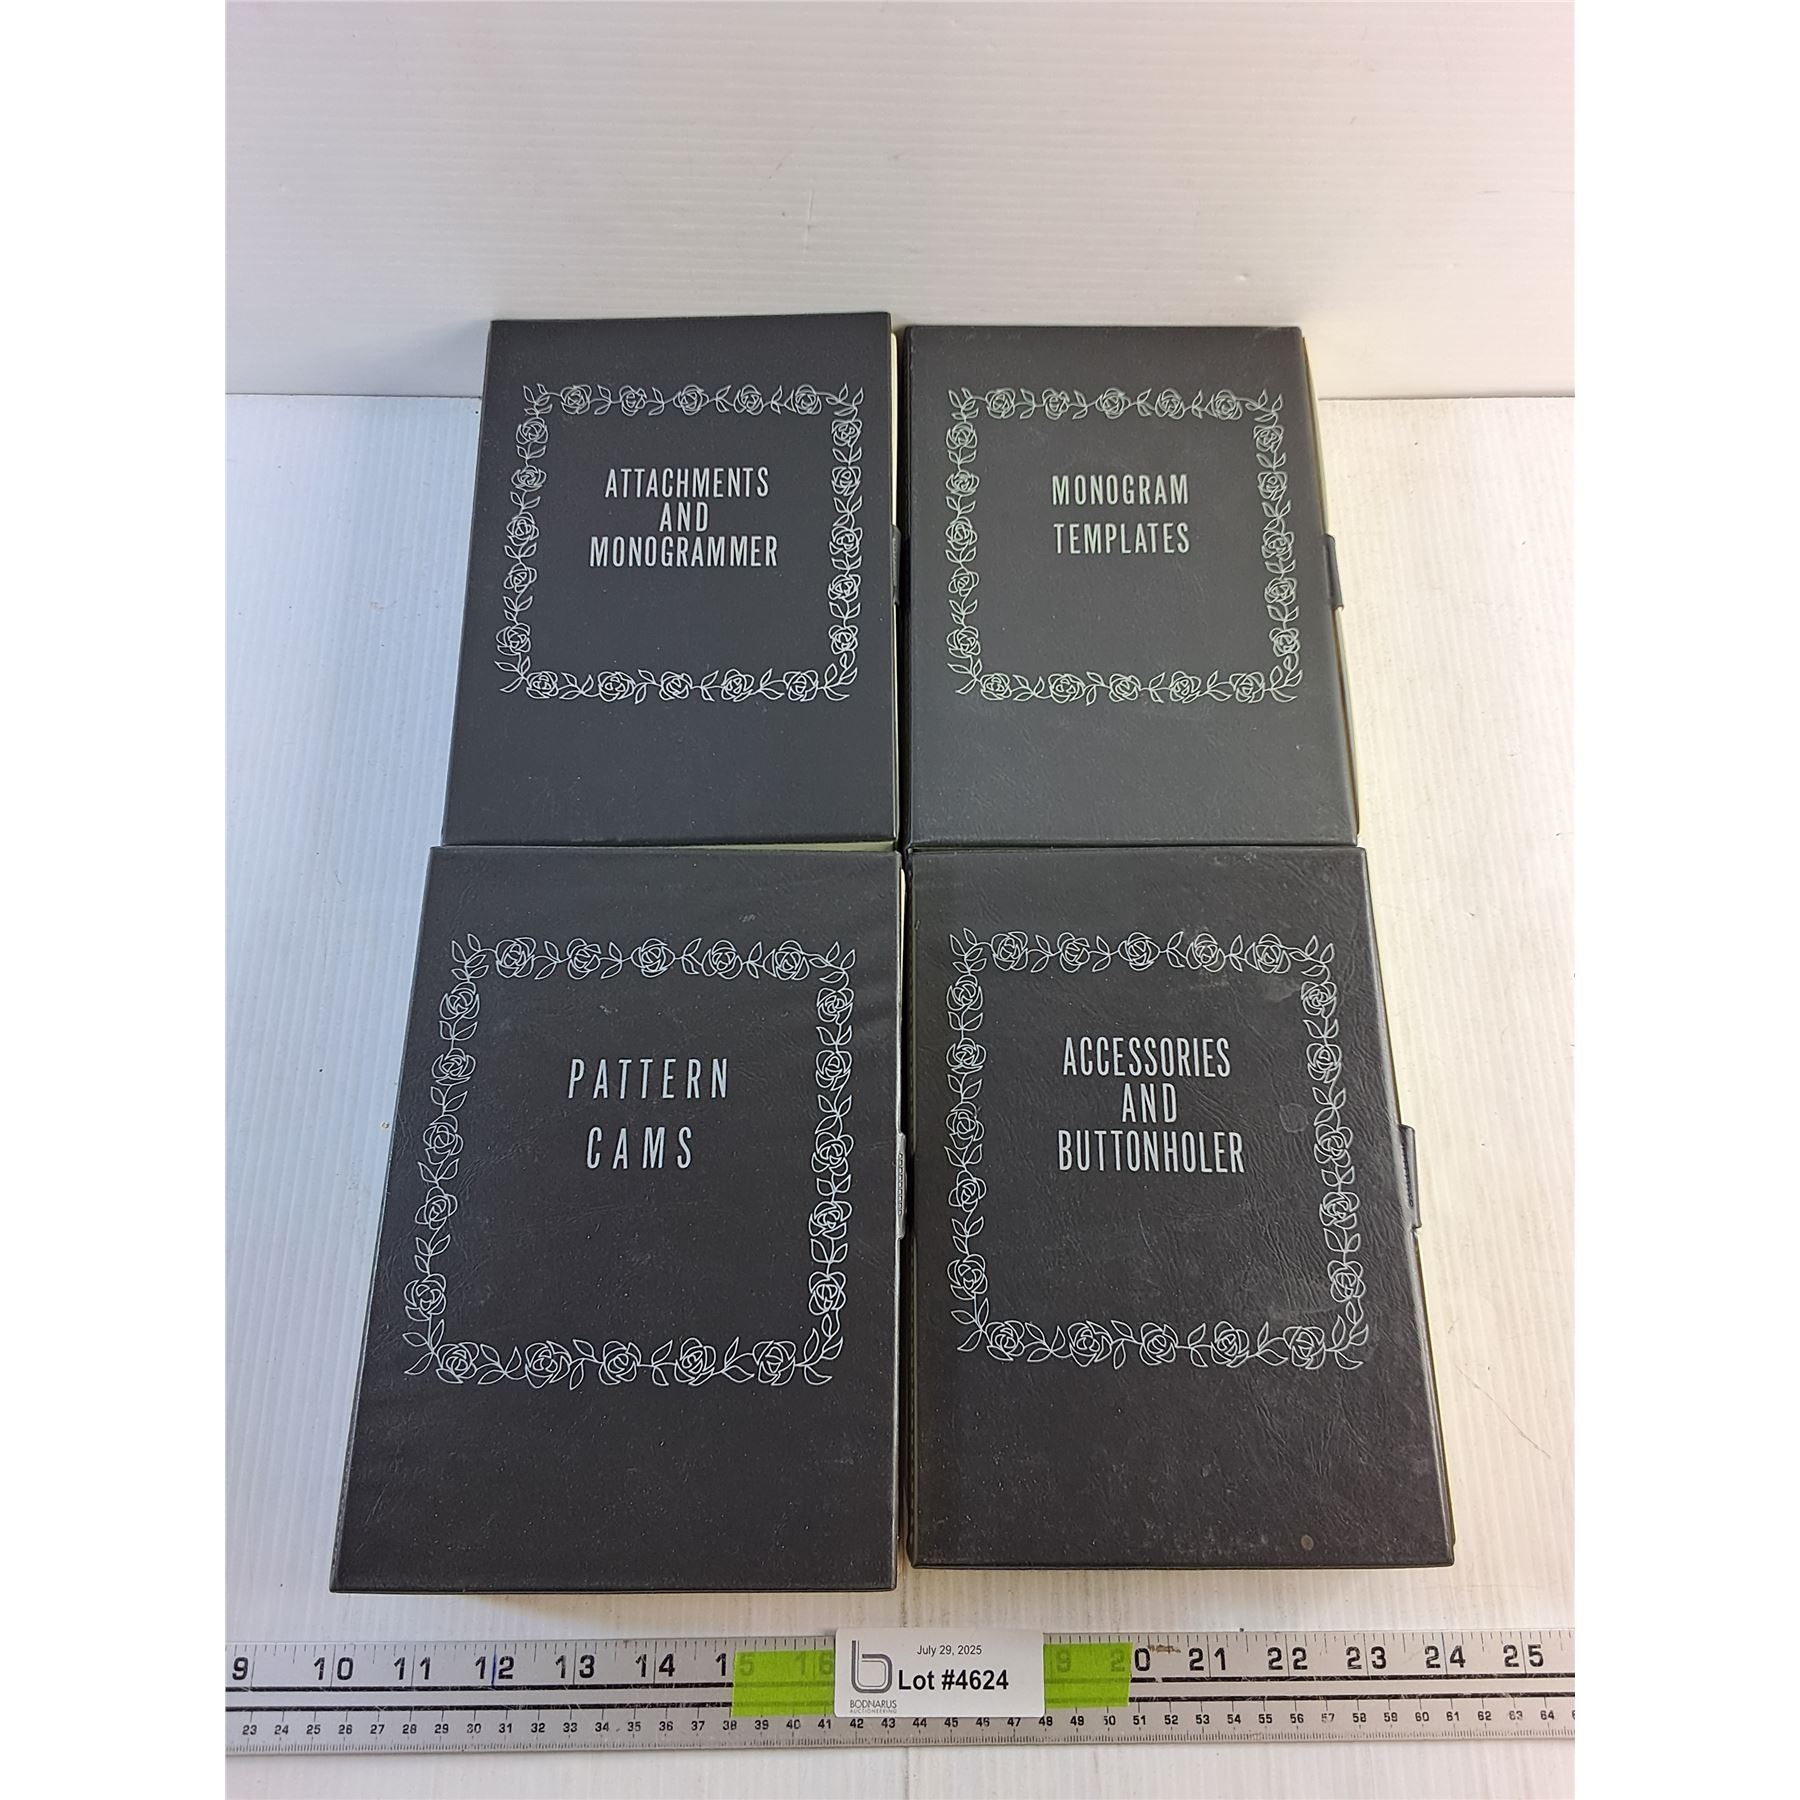 ATTACHMENTS
AND
MONOGRAMMER
MONOGRAM
TEMPLATES
PATTERN
CAMS
ACCESSORIES
AND
BUTTONHOLER
9 10 11 12 13 14 15 16 19 20 21 22 23 24 25
July 29, 2025
Lot #4624
b
BODNARUS
AUCTIONEERING
23 24 25 26 27 28 29 30 31 32 33 34 35 36 37 38 39 40 41 42 43 44 45 46 47 48 49 50 51 52 53 54 55 56 57 58 59 60 61 62 63 64